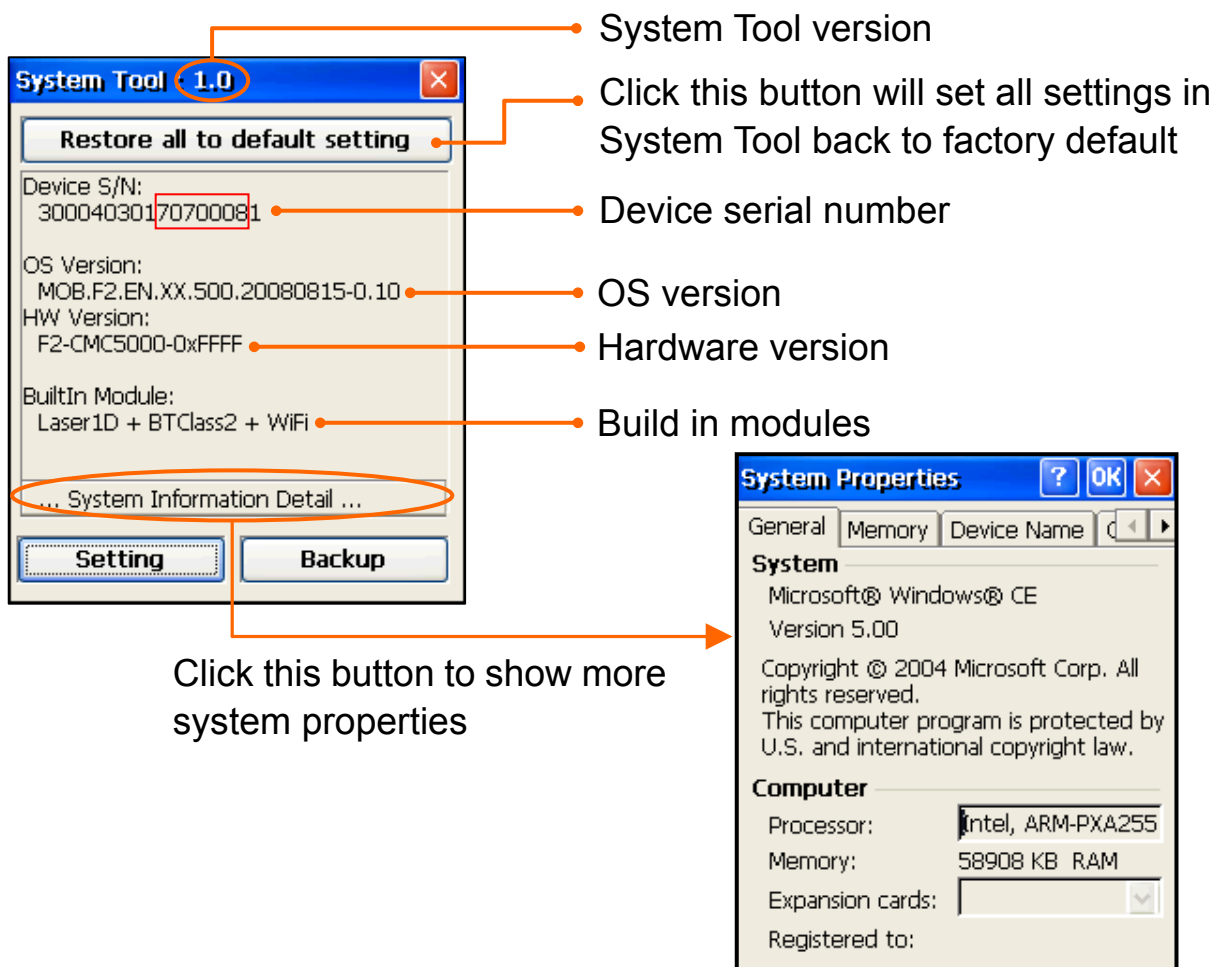 System Tool version
System Tool - 1.0
Click this button will set all settings in
System Tool back to factory default
Restore all to default setting
Device S/N:
30004030170700081
Device serial number
OS Version:
MOB.F2.EN.XX.500.20080815-0.10
OS version
HW Version:
F2-CMC5000-0xFFFF
Hardware version
BuiltIn Module:
Laser1D + BTClass2 + WiFi
Build in modules
... System Information Detail ...
Setting
Backup
Click this button to show more
system properties
System Properties
? OK
General Memory Device Name
System
Microsoft® Windows® CE
Version 5.00
Copyright © 2004 Microsoft Corp. All
rights reserved.
This computer program is protected by
U.S. and international copyright law.
Computer
Processor: Intel, ARM-PXA255
Memory: 58908 KB RAM
Expansion cards:
Registered to: